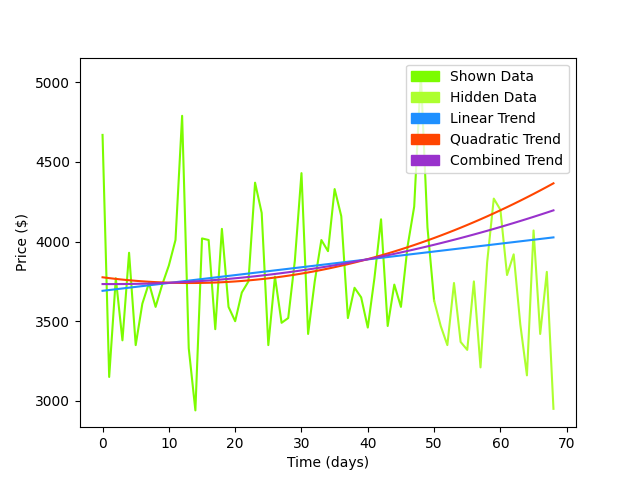 Shown Data
Hidden Data
Linear Trend
Quadratic Trend
Combined Trend
Price ($)
5000
4500
4000
3500
3000
0 10 20 30 40 50 60 70
Time (days)